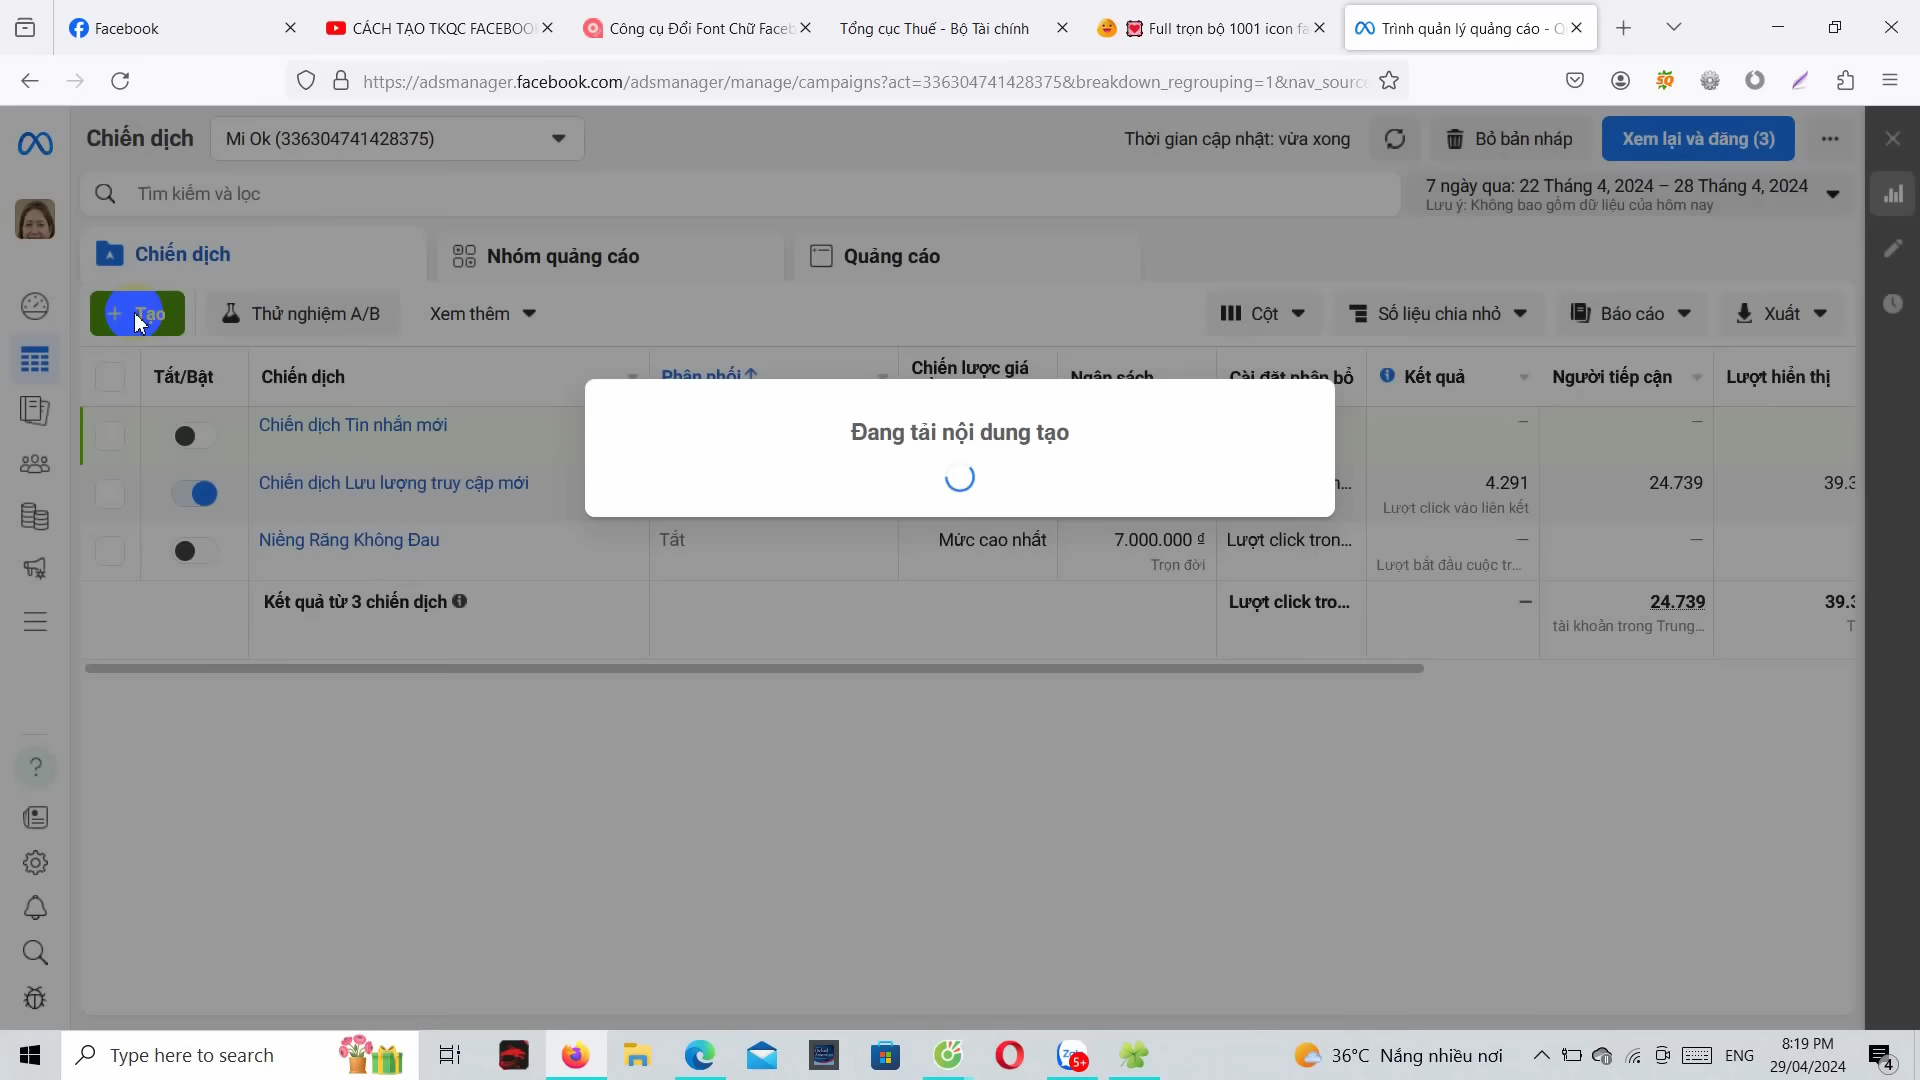 Facebook
CÁCH TẠO TKQC FACEBOO
Công cụ Đổi Font Chữ Faceb
Tổng cục Thuế - Bộ Tài chính
Full trọn bộ 1001 icon fa
Trình quản lý quảng cáo - Q
https://adsmanager.facebook.com/adsmanager/manage/campaigns?act=336304741428375&breakdown_regrouping=1&nav_source
Chiến dịch
Mi Ok (336304741428375)
Thời gian cập nhật: vừa xong
Bỏ bản nháp
Xem lại và đăng (3)
Tìm kiếm và lọc
7 ngày qua: 22 Tháng 4, 2024 – 28 Tháng 4, 2024
Lưu ý: Không bao gồm dữ liệu của hôm nay
Chiến dịch
Nhóm quảng cáo
Quảng cáo
+ Tạo
Thử nghiệm A/B
Xem thêm
Cột
Số liệu chia nhỏ
Báo cáo
Xuất
Tắt/Bật
Chiến dịch
Phân phối↑
Chiến lược giá
Ngân sách
Cài đặt phân bổ
Kết quả
Người tiếp cận
Lượt hiển thị
Đang tải nội dung tạo
Chiến dịch Tin nhắn mới
—
—
Chiến dịch Lưu lượng truy cập mới
4.291
24.739
39.3
Lượt click vào liên kết
Niềng Răng Không Đau
Tắt
Mức cao nhất
7.000.000 ₫
Lượt click tron...
—
—
Trọn đời
Lượt bắt đầu cuộc tr...
Kết quả từ 3 chiến dịch
Lượt click tro...
—
24.739
39.3
tài khoản trong Trung...
T
Type here to search
5+
36°C Nắng nhiều nơi
ENG
8:19 PM
29/04/2024
4